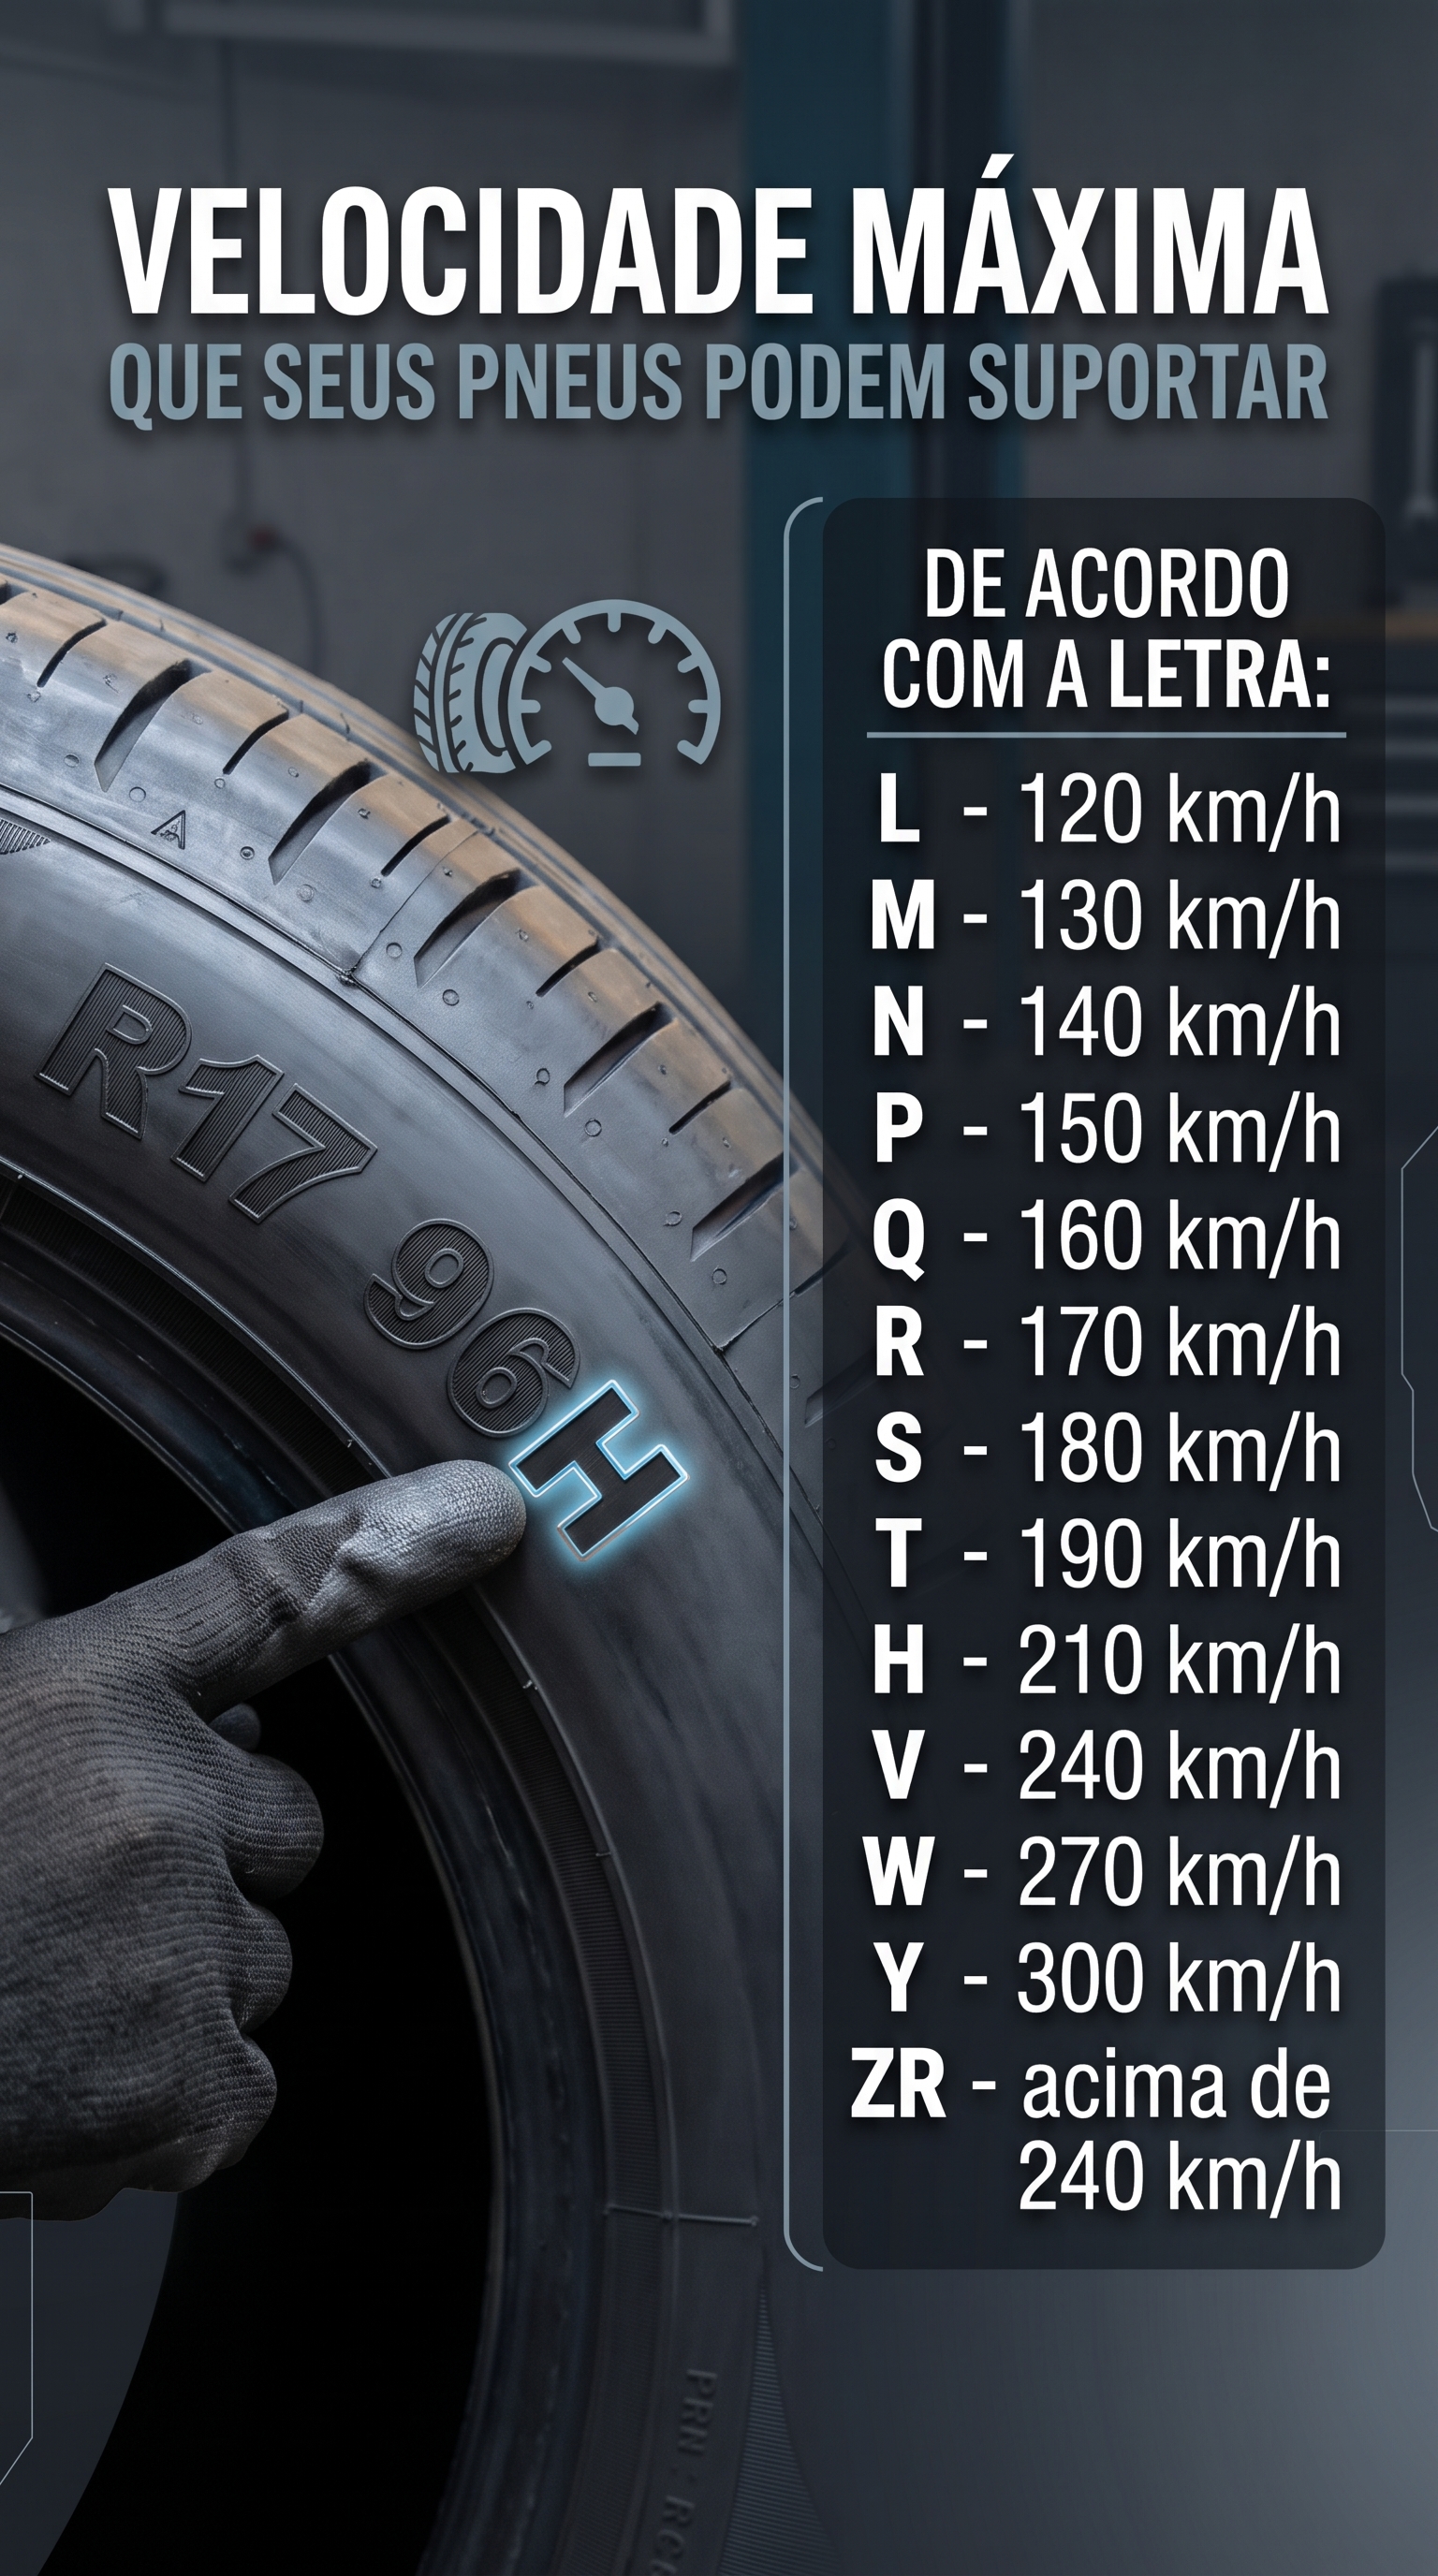 VELOCIDADE MÁXIMA
QUE SEUS PNEUS PODEM SUPORTAR
DE ACORDO
COM A LETRA:
L - 120 km/h
M - 130 km/h
N - 140 km/h
P - 150 km/h
Q - 160 km/h
R - 170 km/h
S - 180 km/h
T - 190 km/h
H - 210 km/h
V - 240 km/h
W - 270 km/h
Y - 300 km/h
ZR - acima de
240 km/h
R17 96H